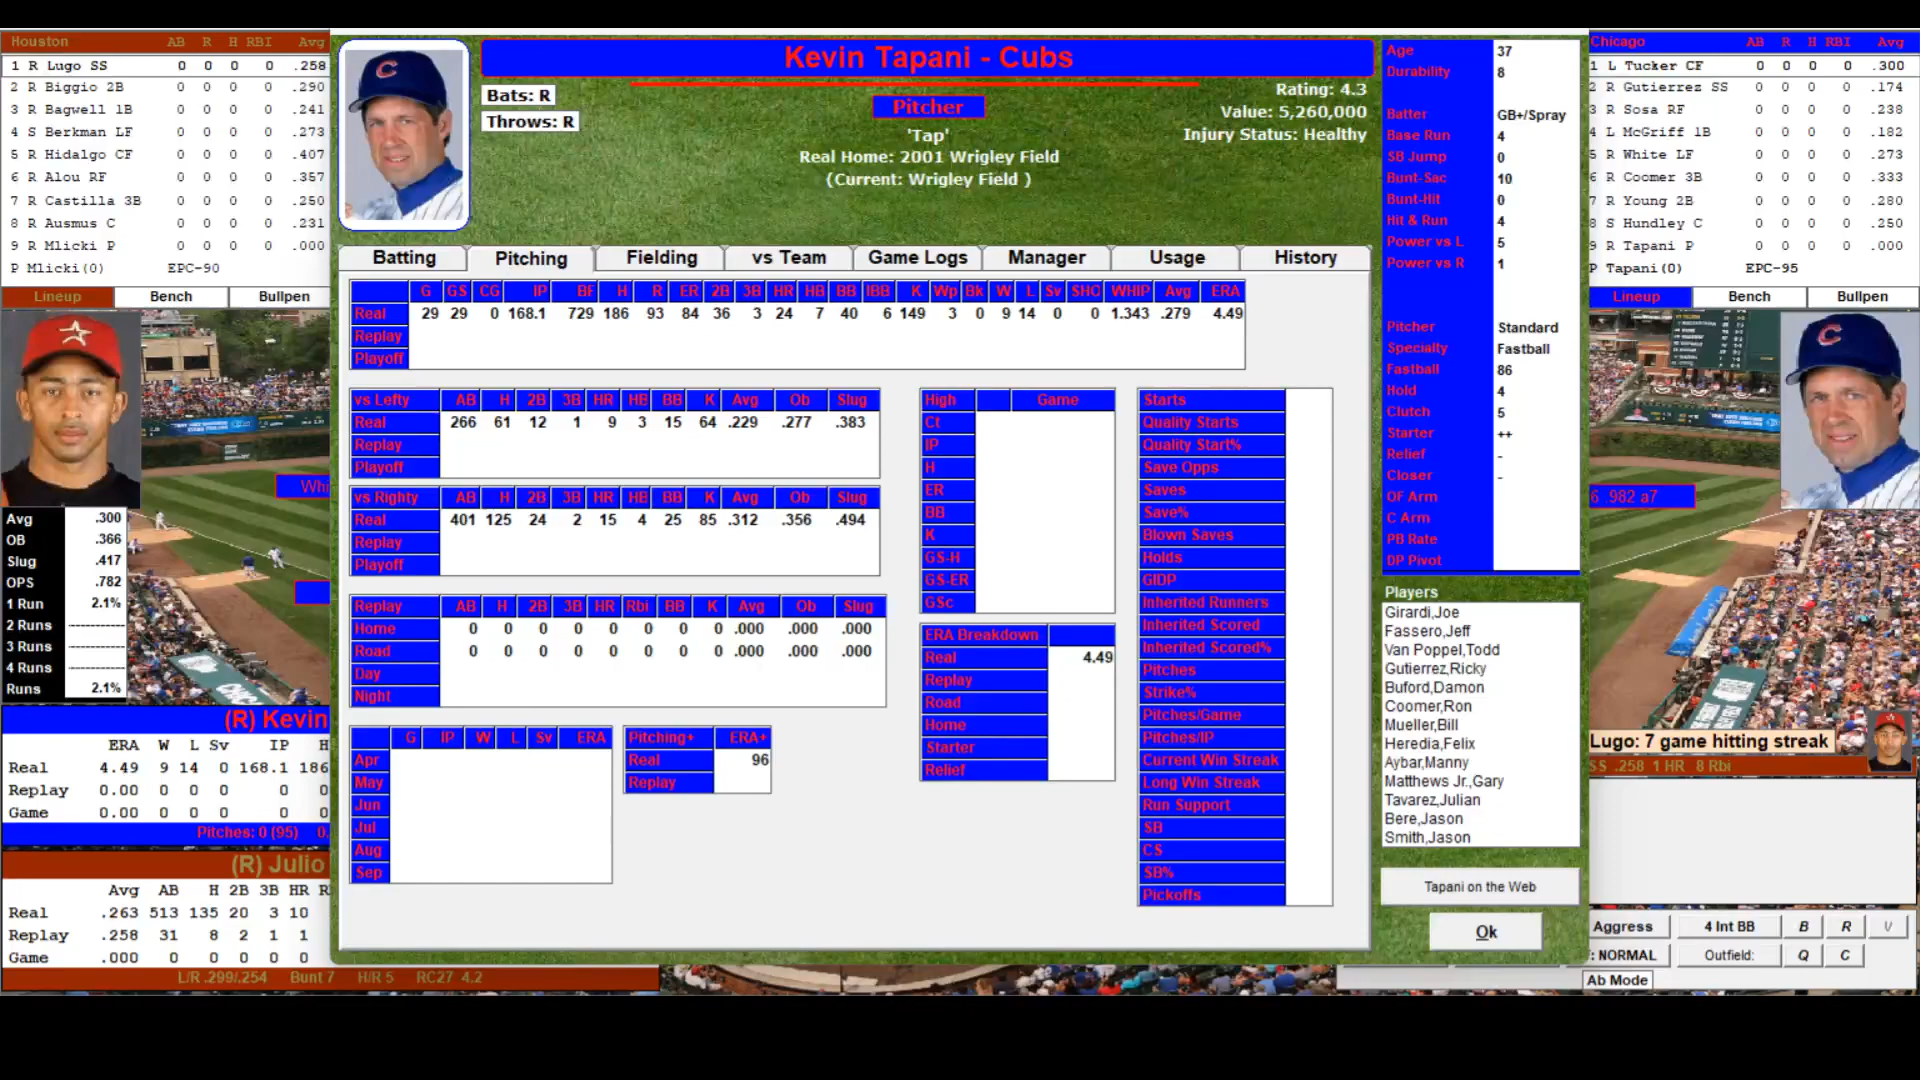 Houston AB R H RBI Avg
1 R Lugo SS 0 0 0 0 .258
2 R Biggio 2B 0 0 0 0 .290
3 R Bagwell 1B 0 0 0 0 .241
4 S Berkman LF 0 0 0 0 .273
5 R Hidalgo CF 0 0 0 0 .407
6 R Alou RF 0 0 0 0 .357
7 R Castilla 3B 0 0 0 0 .250
8 R Ausmus C 0 0 0 0 .231
9 R Mlicki P 0 0 0 0 .000
P Mlicki(0) EPC-90
Lineup Bench Bullpen
Whi
Avg .300
OB .366
Slug .417
OPS .782
1 Run 2.1%
2 Runs ----------
3 Runs ----------
4 Runs ----------
Runs 2.1%
(R) Kevin
ERA W L Sv IP H
Real 4.49 9 14 0 168.1 186
Replay 0.00 0 0 0 0 0
Game 0.00 0 0 0 0 0
Pitches: 0 (95) 0.
(R) Julio
Avg AB H 2B 3B HR R
Real .263 513 135 20 3 10
Replay .258 31 8 2 1 1
Game .000 0 0 0 0 0
L/R .299/.254 Bunt 7 H/R 5 RC27 4.2
Kevin Tapani - Cubs
Bats: R
Throws: R
Pitcher
'Tap'
Real Home: 2001 Wrigley Field
(Current: Wrigley Field )
Rating: 4.3
Value: 5,260,000
Injury Status: Healthy
Batting Pitching Fielding vs Team Game Logs Manager Usage History
G GS CG IP BF H R ER 2B 3B HR HB BB IBB K Wp Bk W L Sv SHO WHIP Avg ERA
Real 29 29 0 168.1 729 186 93 84 36 3 24 7 40 6 149 3 0 9 14 0 0 1.343 .279 4.49
Replay
Playoff
vs Lefty AB H 2B 3B HR HB BB K Avg Ob Slug
Real 266 61 12 1 9 3 15 64 .229 .277 .383
Replay
Playoff
vs Righty AB H 2B 3B HR HB BB K Avg Ob Slug
Real 401 125 24 2 15 4 25 85 .312 .356 .494
Replay
Playoff
Replay AB H 2B 3B HR Rbi BB K Avg Ob Slug
Home 0 0 0 0 0 0 0 0 .000 .000 .000
Road 0 0 0 0 0 0 0 0 .000 .000 .000
Day
Night
G IP W L Sv ERA
Apr
May
Jun
Jul
Aug
Sep
Pitching+ ERA+
Real 96
Replay
High Game
Ct
IP
H
ER
BB
K
GS-H
GS-ER
GSc
ERA Breakdown
Real 4.49
Replay
Road
Home
Starter
Relief
Starts
Quality Starts
Quality Start%
Save Opps
Saves
Save%
Blown Saves
Holds
GIDP
Inherited Runners
Inherited Scored
Inherited Scored%
Pitches
Strike%
Pitches/Game
Pitches/IP
Current Win Streak
Long Win Streak
Run Support
SB
CS
SB%
Pickoffs
Age 37
Durability 8
Batter GB+/Spray
Base Run 4
SB Jump 0
Bunt-Sac 10
Bunt-Hit 0
Hit & Run 4
Power vs L 5
Power vs R 1
Pitcher Standard
Specialty Fastball
Fastball 86
Hold 4
Clutch 5
Starter ++
Relief -
Closer -
OF Arm
C Arm
PB Rate
DP Pivot
Players
Girardi,Joe
Fassero,Jeff
Van Poppel,Todd
Gutierrez,Ricky
Buford,Damon
Coomer,Ron
Mueller,Bill
Heredia,Felix
Aybar,Manny
Matthews Jr.,Gary
Tavarez,Julian
Bere,Jason
Smith,Jason
Tapani on the Web
Ok
Chicago AB R H RBI Avg
1 L Tucker CF 0 0 0 0 .300
2 R Gutierrez SS 0 0 0 0 .174
3 R Sosa RF 0 0 0 0 .238
4 L McGriff 1B 0 0 0 0 .182
5 R White LF 0 0 0 0 .273
6 R Coomer 3B 0 0 0 0 .333
7 R Young 2B 0 0 0 0 .280
8 S Hundley C 0 0 0 0 .250
9 R Tapani P 0 0 0 0 .000
P Tapani(0) EPC-95
Lineup Bench Bullpen
6 .982 a7
Lugo: 7 game hitting streak
SS .258 1 HR 8 Rbi
Aggress 4 Int BB B R V
: NORMAL Outfield: Q C
Ab Mode